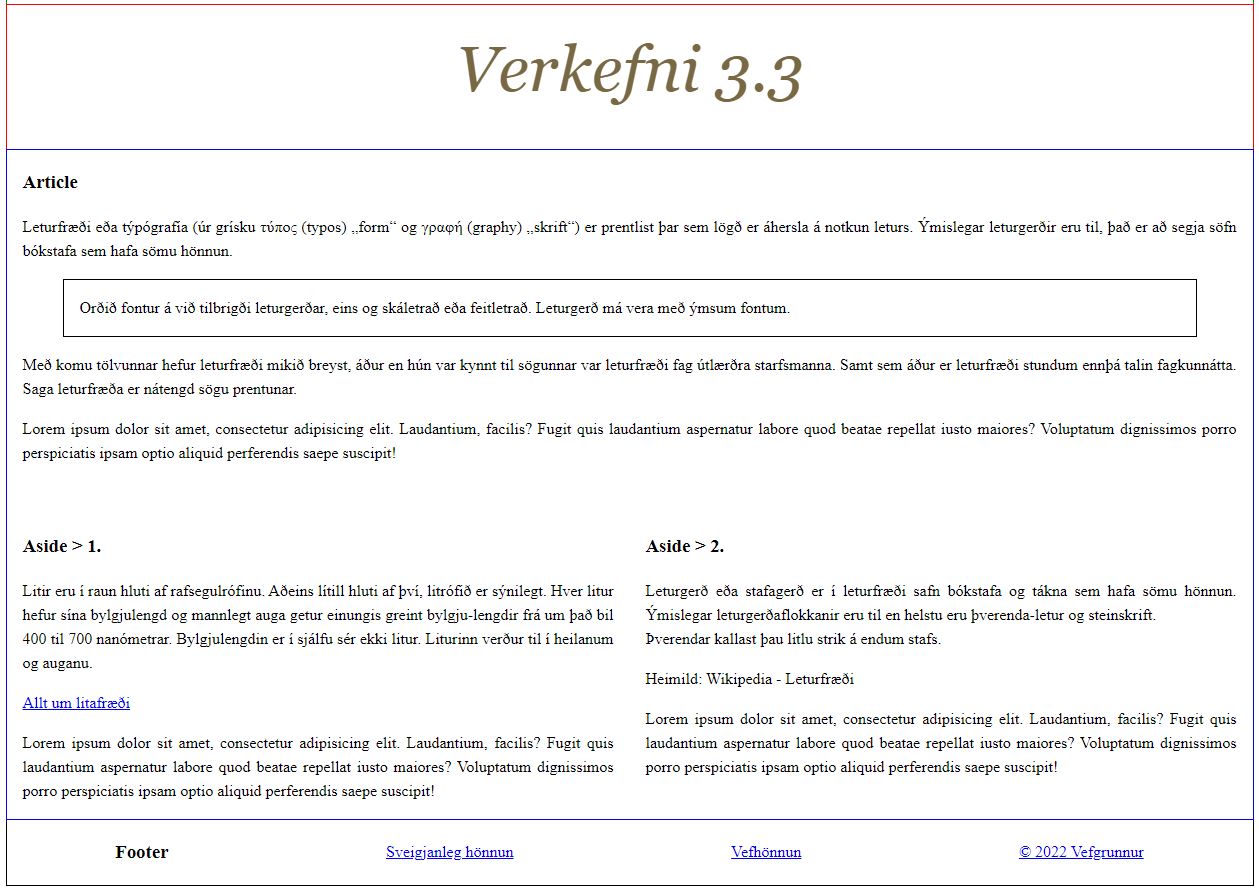 Verkefni 3.3
Article
Leturfræði eða týpógrafía (úr grísku τύπος (typos) „form“ og γραφή (graphy) „skrift“) er prentlist þar sem lögð er áhersla á notkun leturs. Ýmislegar leturgerðir eru til, það er að segja söfn
bókstafa sem hafa sömu hönnun.
Orðið fontur á við tilbrigði leturgerðar, eins og skáletrað eða feitletrað. Leturgerð má vera með ýmsum fontum.
Með komu tölvunnar hefur leturfræði mikið breyst, áður en hún var kynnt til sögunnar var leturfræði fag útlærðra starfsmanna. Samt sem áður er leturfræði stundum ennþá talin fagkunnátta.
Saga leturfræða er nátengd sögu prentunar.
Lorem ipsum dolor sit amet, consectetur adipisicing elit. Laudantium, facilis? Fugit quis laudantium aspernatur labore quod beatae repellat iusto maiores? Voluptatum dignissimos porro
perspiciatis ipsam optio aliquid perferendis saepe suscipit!
Aside > 1.
Litir eru í raun hluti af rafsegulrófinu. Aðeins lítill hluti af því, litrófið er sýnilegt. Hver litur
hefur sína bylgjulengd og mannlegt auga getur einungis greint bylgju-lengdir frá um það bil
400 til 700 nanómetrar. Bylgjulengdin er í sjálfu sér ekki litur. Liturinn verður til í heilanum
og auganu.
Allt um litafræði
Lorem ipsum dolor sit amet, consectetur adipisicing elit. Laudantium, facilis? Fugit quis
laudantium aspernatur labore quod beatae repellat iusto maiores? Voluptatum dignissimos
porro perspiciatis ipsam optio aliquid perferendis saepe suscipit!
Aside > 2.
Leturgerð eða stafagerð er í leturfræði safn bókstafa og tákna sem hafa sömu hönnun.
Ýmislegar leturgerðaflokkanir eru til en helstu eru þverenda-letur og steinskrift.
Þverendar kallast þau litlu strik á endum stafs.
Heimild: Wikipedia - Leturfræði
Lorem ipsum dolor sit amet, consectetur adipisicing elit. Laudantium, facilis? Fugit quis
laudantium aspernatur labore quod beatae repellat iusto maiores? Voluptatum dignissimos
porro perspiciatis ipsam optio aliquid perferendis saepe suscipit!
Footer Sveigjanleg hönnun Vefhönnun © 2022 Vefgrunnur